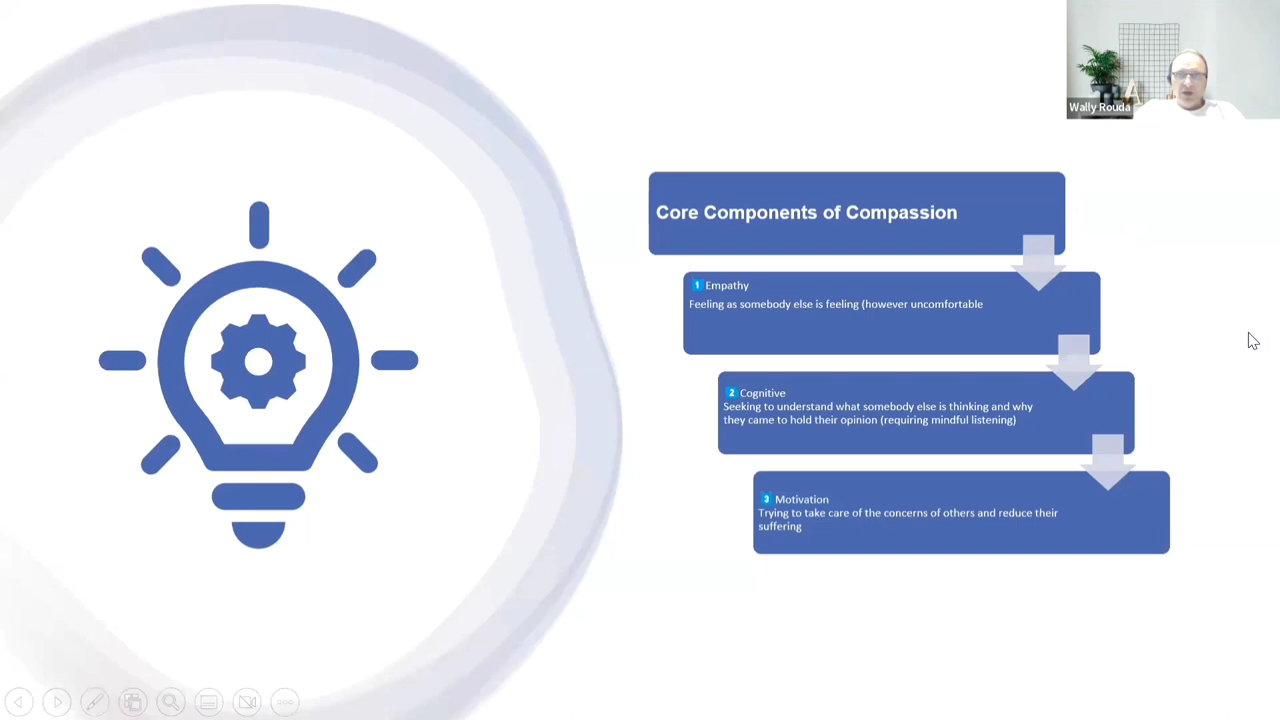 Wally Rouda
Core Components of Compassion
1 Empathy
Feeling as somebody else is feeling (however uncomfortable
2 Cognitive
Seeking to understand what somebody else is thinking and why
they came to hold their opinion (requiring mindful listening)
3 Motivation
Trying to take care of the concerns of others and reduce their
suffering